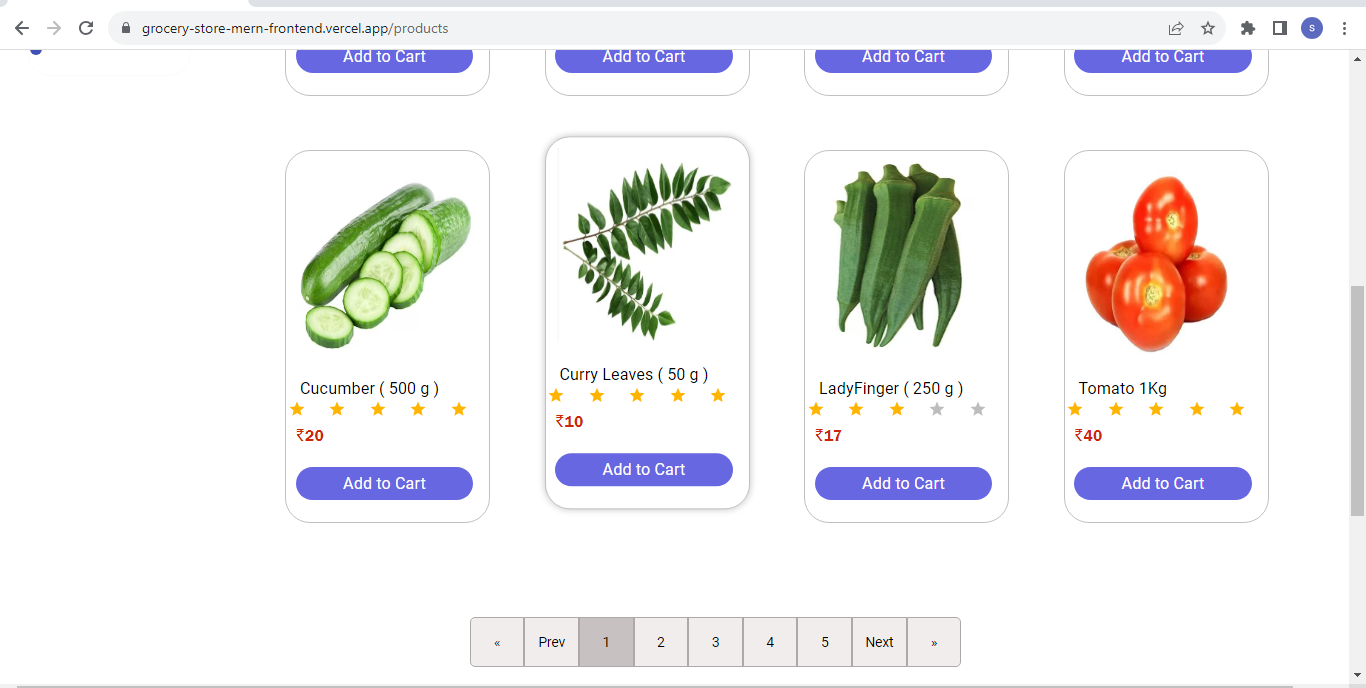 grocery-store-mern-frontend.vercel.app/products
S
Add to Cart Add to Cart Add to Cart Add to Cart
Cucumber ( 500 g ) Curry Leaves ( 50 g ) LadyFinger ( 250 g ) Tomato 1Kg
₹20 ₹10 ₹17 ₹40
Add to Cart Add to Cart Add to Cart Add to Cart
« Prev 1 2 3 4 5 Next »